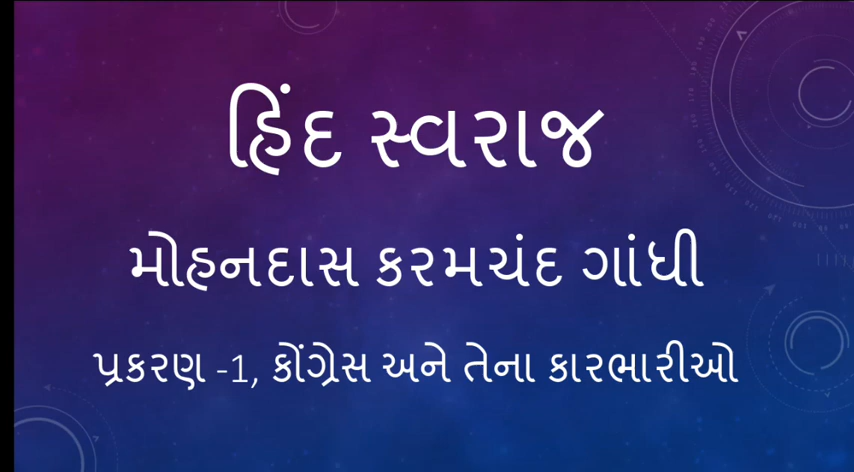 હિંદ સ્વરાજ
મોહનદાસ કરમચંદ ગાંધી
પ્રકરણ -1, કોંગ્રેસ અને તેના કારભારીઓ